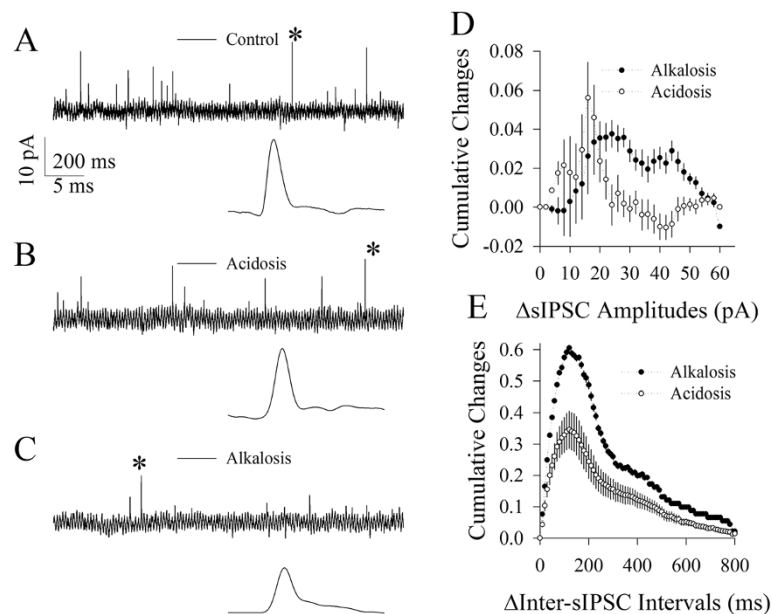 A
Control
*
10 pA
200 ms
5 ms
B
Acidosis
*
C
Alkalosis
*
D
Cumulative Changes
0.08
0.06
0.04
0.02
0.00
-0.02
Alkalosis
Acidosis
0 10 20 30 40 50 60
ΔsIPSC Amplitudes (pA)
E
Cumulative Changes
0.6
0.5
0.4
0.3
0.2
0.1
0.0
Alkalosis
Acidosis
0 200 400 600 800
ΔInter-sIPSC Intervals (ms)